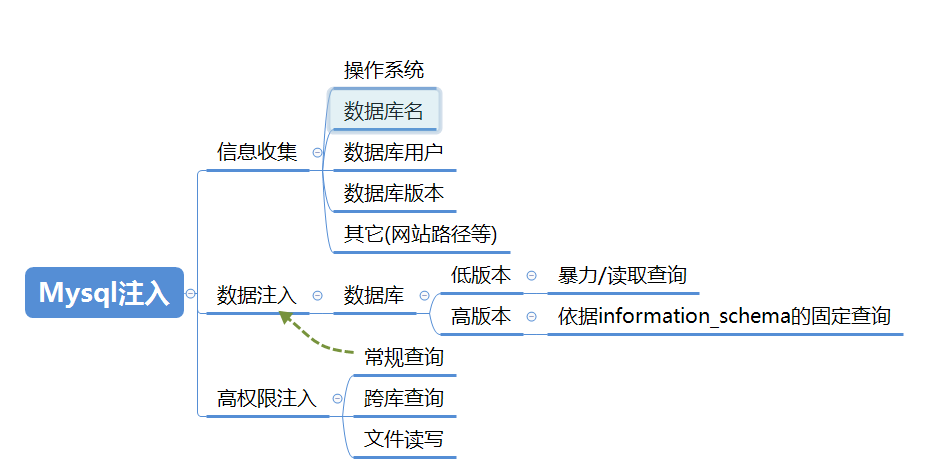 Mysql注入
信息收集
操作系统
数据库名
数据库用户
数据库版本
其它(网站路径等)
数据注入
数据库
低版本
暴力/读取查询
高版本
依据information_schema的固定查询
高权限注入
常规查询
跨库查询
文件读写